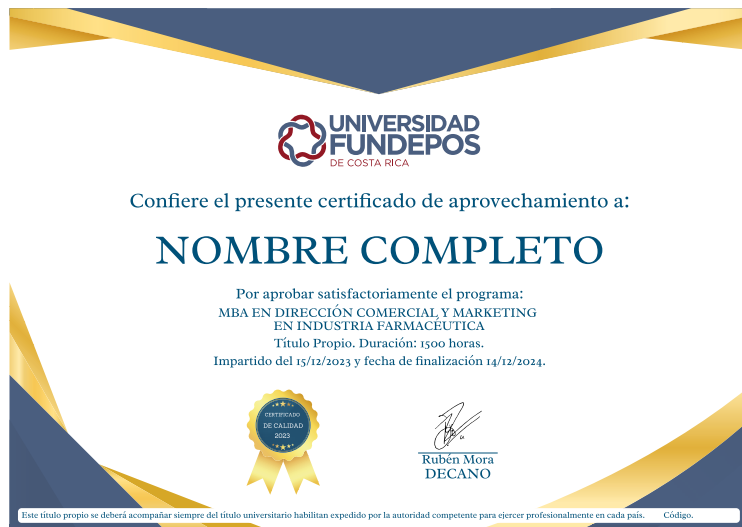 UNIVERSIDAD
FUNDEPOS
DE COSTA RICA
Confiere el presente certificado de aprovechamiento a:
NOMBRE COMPLETO
Por aprobar satisfactoriamente el programa:
MBA EN DIRECCIÓN COMERCIAL Y MARKETING
EN INDUSTRIA FARMACÉUTICA
Título Propio. Duración: 1500 horas.
Impartido del 15/12/2023 y fecha de finalización 14/12/2024.
CERTIFICADO
DE CALIDAD
2023
Rubén Mora
DECANO
Este título propio se deberá acompañar siempre del título universitario habilitan expedido por la autoridad competente para ejercer profesionalmente en cada país. Código.